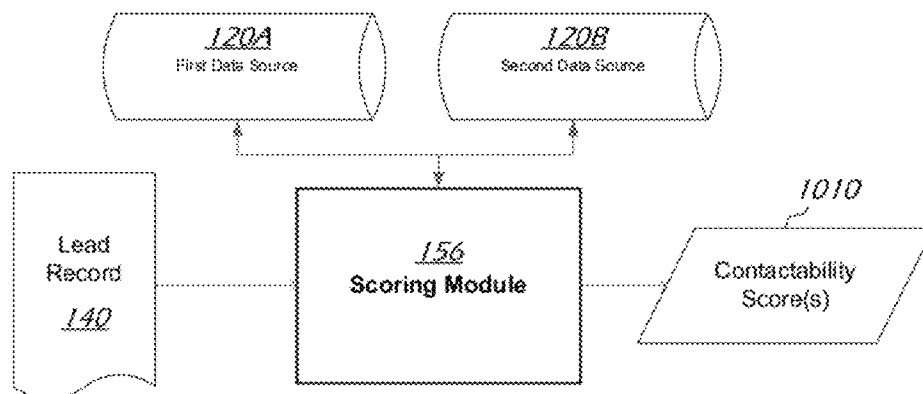 120A
First Data Source
120B
Second Data Source
1010
Lead
Record
140
156
Scoring Module
Contactability
Score(s)